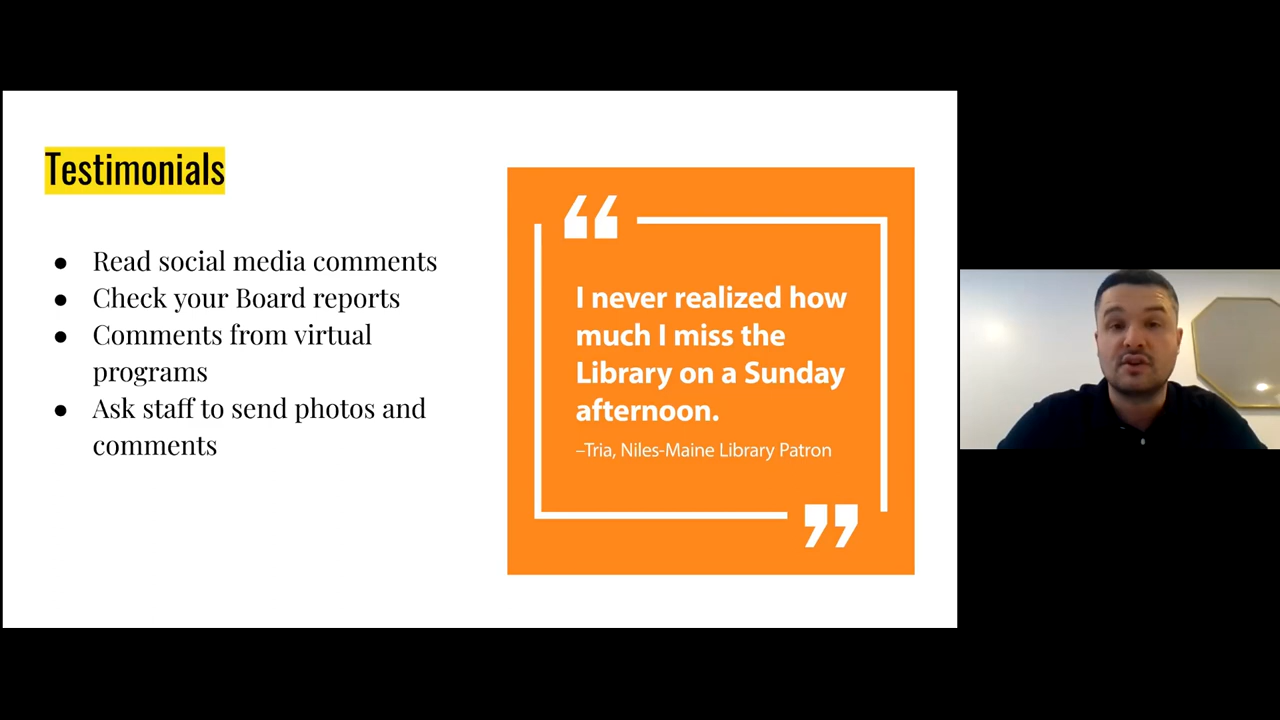 Testimonials
● Read social media comments
● Check your Board reports
● Comments from virtual
programs
● Ask staff to send photos and
comments
“
I never realized how
much I miss the
Library on a Sunday
afternoon.
–Tria, Niles-Maine Library Patron
”